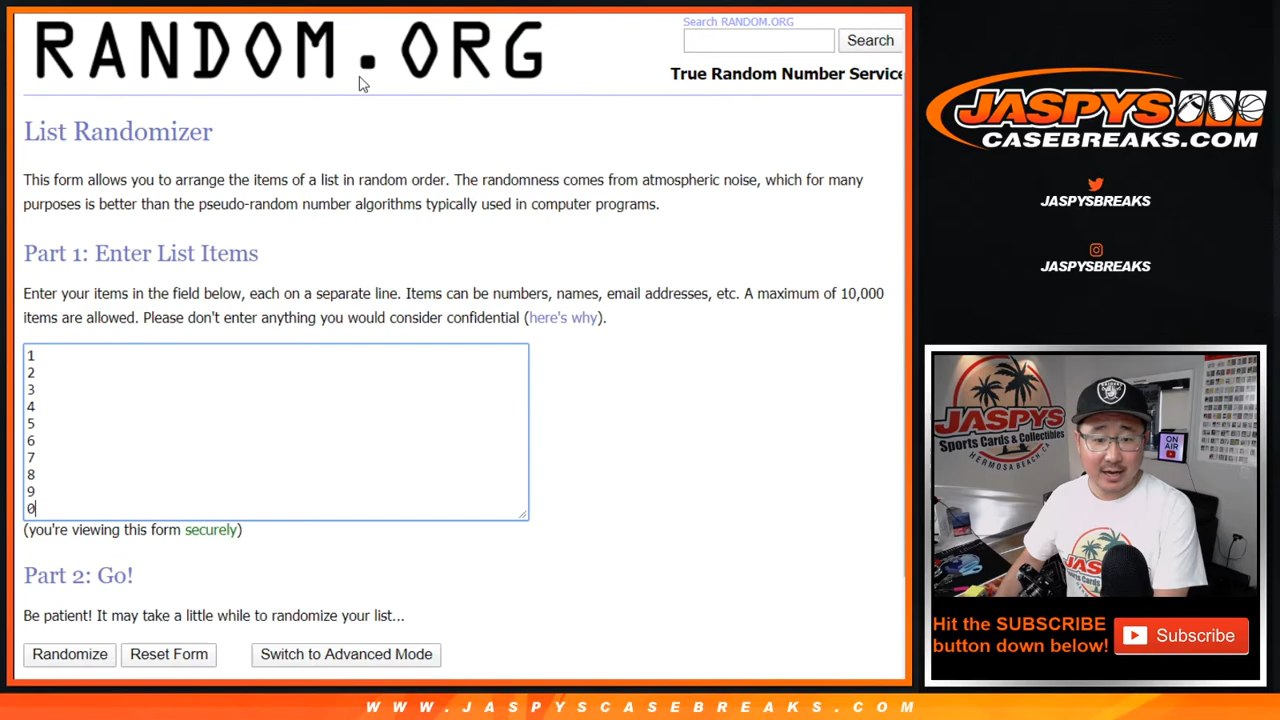 RANDOM.ORG
Search RANDOM.ORG
Search
True Random Number Service
List Randomizer
This form allows you to arrange the items of a list in random order. The randomness comes from atmospheric noise, which for many
purposes is better than the pseudo-random number algorithms typically used in computer programs.
Part 1: Enter List Items
Enter your items in the field below, each on a separate line. Items can be numbers, names, email addresses, etc. A maximum of 10,000
items are allowed. Please don't enter anything you would consider confidential (here's why).
1
2
3
4
5
6
7
8
9
0
(you're viewing this form securely)
Part 2: Go!
Be patient! It may take a little while to randomize your list...
Randomize
Reset Form
Switch to Advanced Mode
JASPYS
CASEBREAKS.COM
JASPYSBREAKS
JASPYSBREAKS
JASPYS
Sports Cards & Collectibles
HERMOSA BEACH, CA
RAIDERS
ON
AIR
Hit the SUBSCRIBE
button down below!
Subscribe
WWW.JASPYSCASEBREAKS.COM